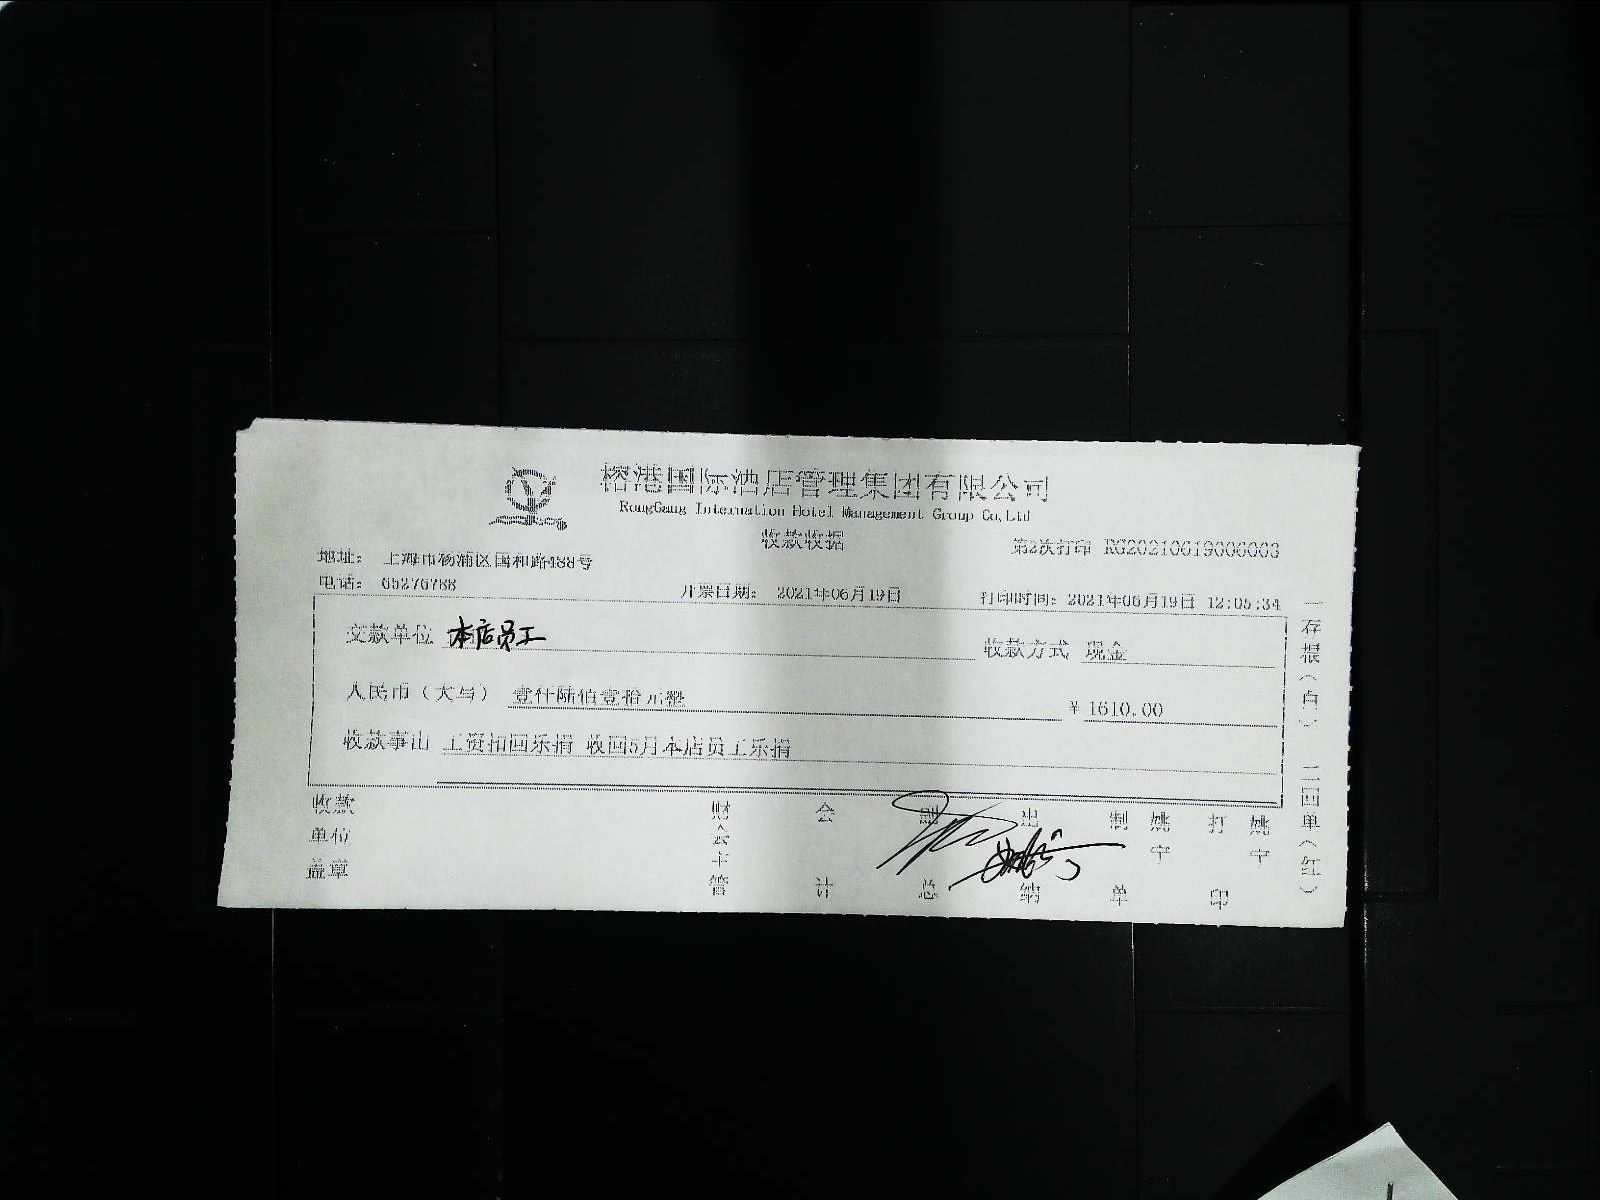 榕港国际酒店管理集团有限公司
RongGang Internation Hotel Management Group Co,Ltd
收款收据
第2次打印 RG20210619006003
地址: 上海市杨浦区国和路488号
电话: 65276788
开票日期: 2021年06月19日
打印时间: 2021年06月19日 12:05:34
交款单位 本店员工
收款方式 现金
人民币(大写) 壹仟陆佰壹拾元整
¥ 1610.00
收款事由 工资扣回乐捐 收回5月本店员工乐捐
收款单位盖章
财会主管
会计
副总
出纳
制单 姚宁
打印 姚宁
一存根(白) 二回单(红)